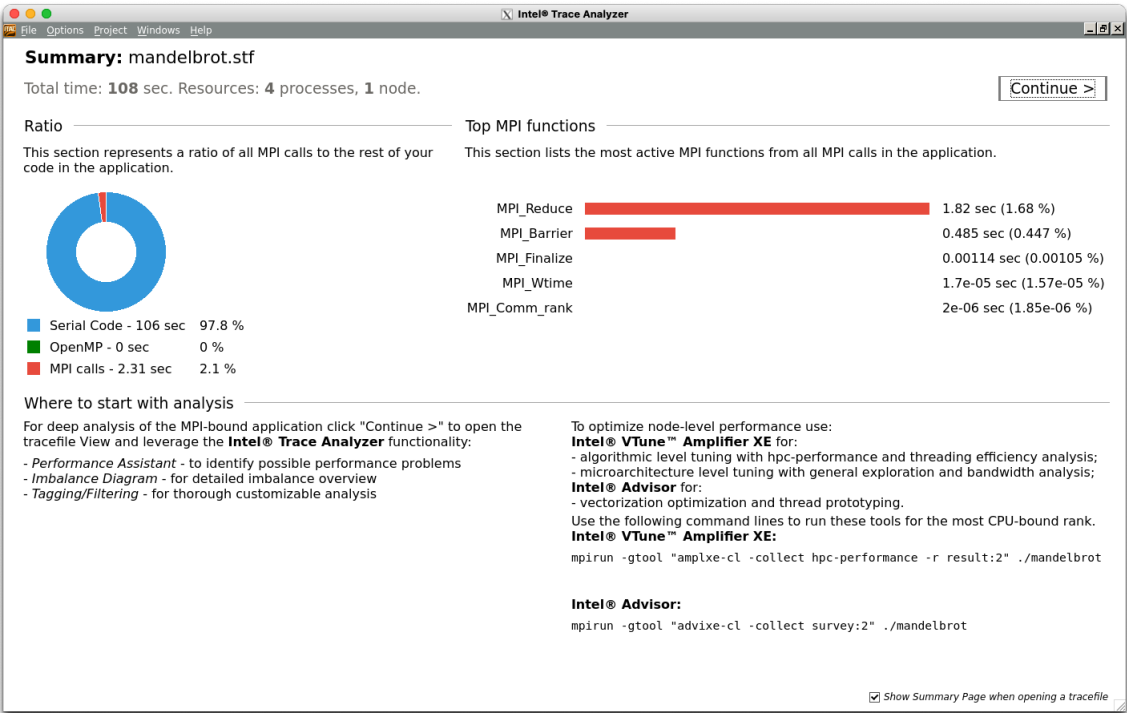 Intel® Trace Analyzer
File Options Project Windows Help
Summary: mandelbrot.stf
Total time: 108 sec. Resources: 4 processes, 1 node.
Continue >
Ratio
This section represents a ratio of all MPI calls to the rest of your
code in the application.
Serial Code - 106 sec 97.8 %
OpenMP - 0 sec 0 %
MPI calls - 2.31 sec 2.1 %
Top MPI functions
This section lists the most active MPI functions from all MPI calls in the application.
MPI_Reduce 1.82 sec (1.68 %)
MPI_Barrier 0.485 sec (0.447 %)
MPI_Finalize 0.00114 sec (0.00105 %)
MPI_Wtime 1.7e-05 sec (1.57e-05 %)
MPI_Comm_rank 2e-06 sec (1.85e-06 %)
Where to start with analysis
For deep analysis of the MPI-bound application click "Continue >" to open the
tracefile View and leverage the Intel® Trace Analyzer functionality:
- Performance Assistant - to identify possible performance problems
- Imbalance Diagram - for detailed imbalance overview
- Tagging/Filtering - for thorough customizable analysis
To optimize node-level performance use:
Intel® VTune™ Amplifier XE for:
- algorithmic level tuning with hpc-performance and threading efficiency analysis;
- microarchitecture level tuning with general exploration and bandwidth analysis;
Intel® Advisor for:
- vectorization optimization and thread prototyping.
Use the following command lines to run these tools for the most CPU-bound rank.
Intel® VTune™ Amplifier XE:
mpirun -gtool "amplxe-cl -collect hpc-performance -r result:2" ./mandelbrot
Intel® Advisor:
mpirun -gtool "advixe-cl -collect survey:2" ./mandelbrot
Show Summary Page when opening a tracefile